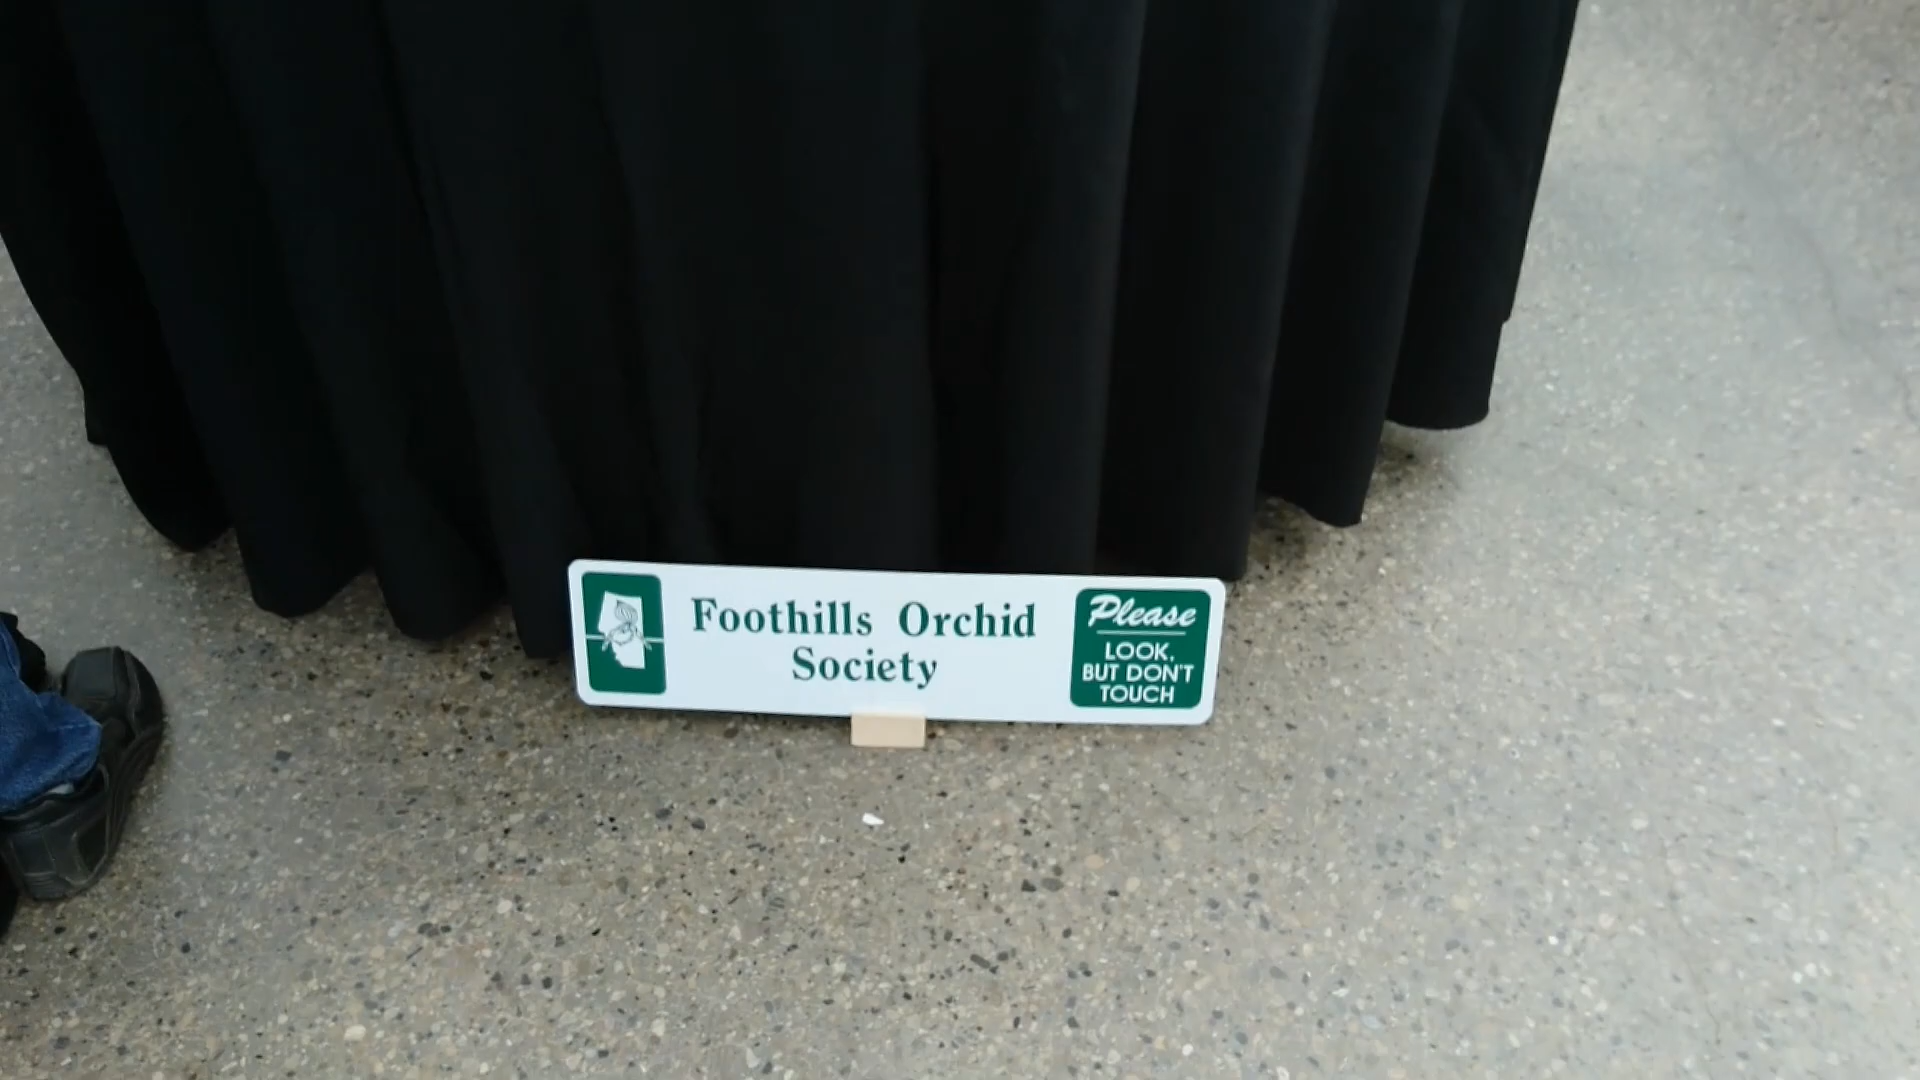 Foothills Orchid
Society
Please
LOOK,
BUT DON'T
TOUCH